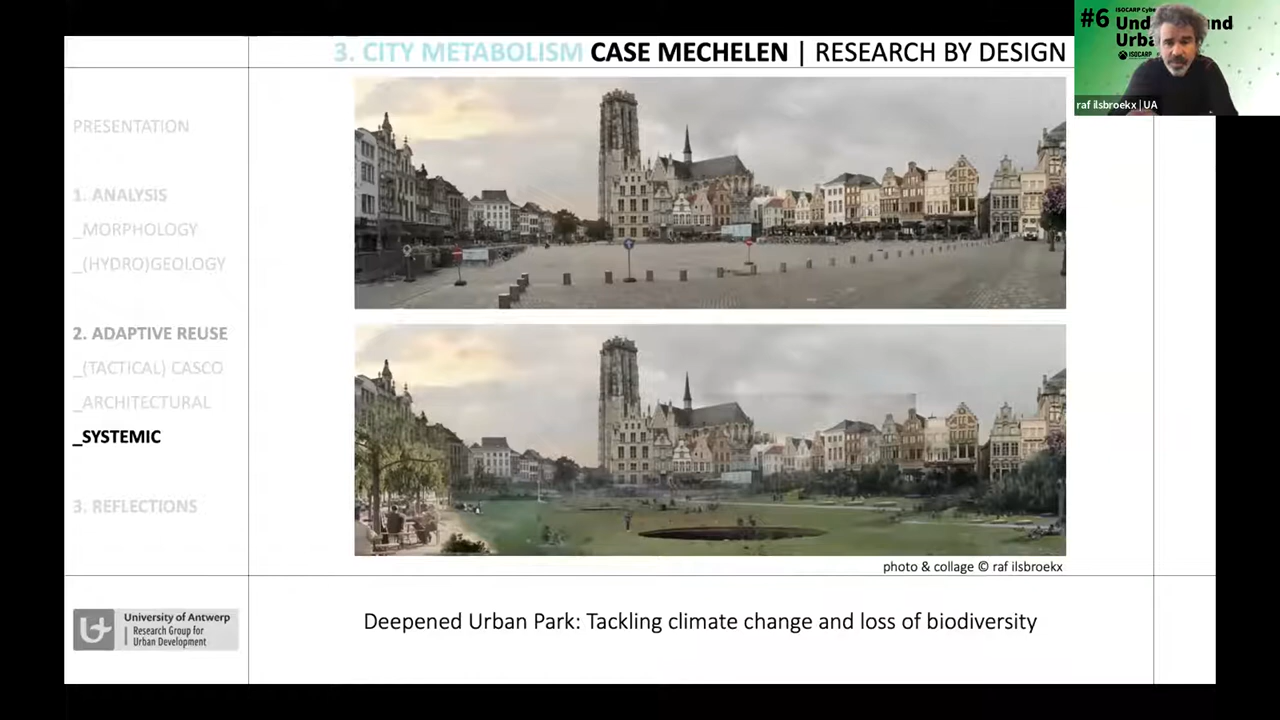 3. CITY METABOLISM CASE MECHELEN | RESEARCH BY DESIGN
#6
ISOCARP
ISOCARP
raf ilsbroekx | UA
PRESENTATION
1. ANALYSIS
_MORPHOLOGY
_(HYDRO)GEOLOGY
2. ADAPTIVE REUSE
_(TACTICAL) CASCO
_ARCHITECTURAL
_SYSTEMIC
3. REFLECTIONS
photo & collage © raf ilsbroekx
University of Antwerp
Research Group for
Urban Development
Deepened Urban Park: Tackling climate change and loss of biodiversity